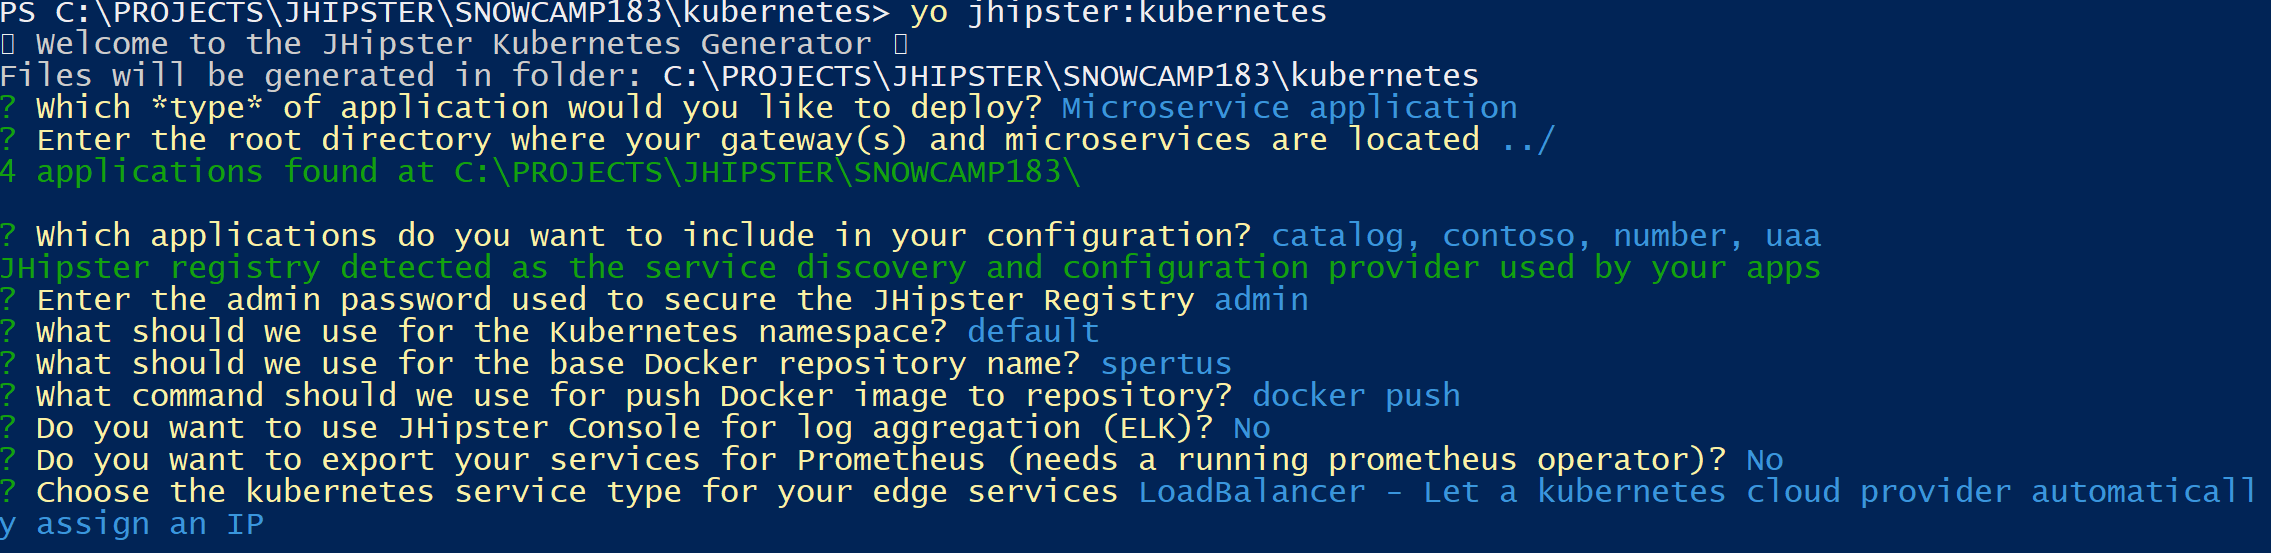 PS C:\PROJECTS\JHIPSTER\SNOWCAMP183\kubernetes> yo jhipster:kubernetes
▯ Welcome to the JHipster Kubernetes Generator ▯
Files will be generated in folder: C:\PROJECTS\JHIPSTER\SNOWCAMP183\kubernetes
? Which *type* of application would you like to deploy? Microservice application
? Enter the root directory where your gateway(s) and microservices are located ../
4 applications found at C:\PROJECTS\JHIPSTER\SNOWCAMP183\
? Which applications do you want to include in your configuration? catalog, contoso, number, uaa
JHipster registry detected as the service discovery and configuration provider used by your apps
? Enter the admin password used to secure the JHipster Registry admin
? What should we use for the Kubernetes namespace? default
? What should we use for the base Docker repository name? spertus
? What command should we use for push Docker image to repository? docker push
? Do you want to use JHipster Console for log aggregation (ELK)? No
? Do you want to export your services for Prometheus (needs a running prometheus operator)? No
? Choose the kubernetes service type for your edge services LoadBalancer - Let a kubernetes cloud provider automaticall
y assign an IP